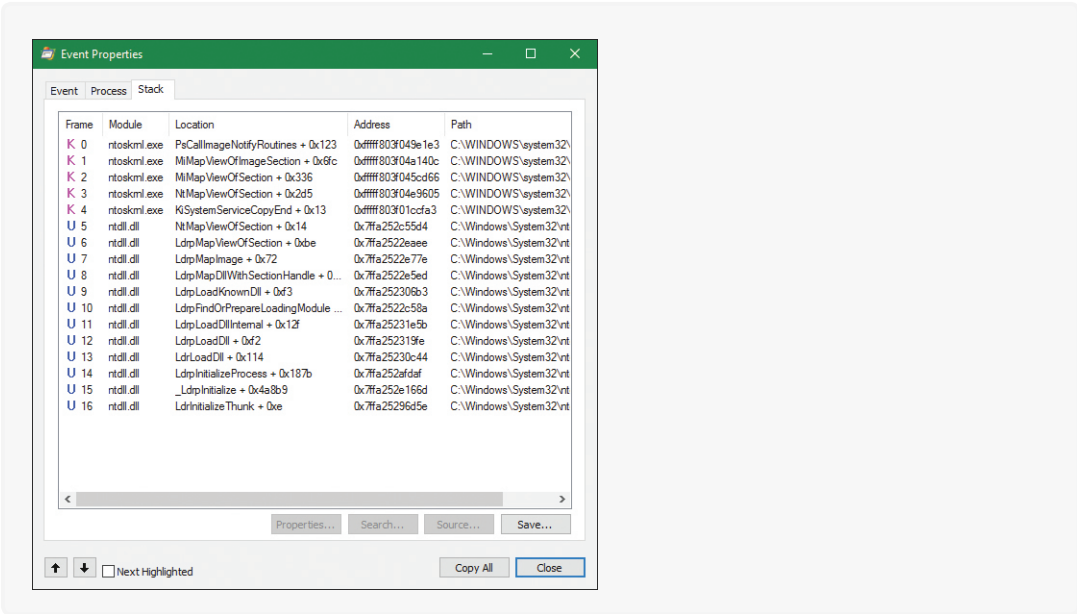 Event Properties
Event Process Stack
Frame Module Location Address Path
K 0 ntoskrnl.exe PsCallImageNotifyRoutines + 0x123 0xfffff803f049e1e3 C:\WINDOWS\system32\
K 1 ntoskrnl.exe MiMapViewOfImageSection + 0x6fc 0xfffff803f04a140c C:\WINDOWS\system32\
K 2 ntoskrnl.exe MiMapViewOfSection + 0x336 0xfffff803f045cd66 C:\WINDOWS\system32\
K 3 ntoskrnl.exe NtMapViewOfSection + 0x2d5 0xfffff803f04e9605 C:\WINDOWS\system32\
K 4 ntoskrnl.exe KiSystemServiceCopyEnd + 0x13 0xfffff803f01ccfa3 C:\WINDOWS\system32\
U 5 ntdll.dll NtMapViewOfSection + 0x14 0x7ffa252c55d4 C:\Windows\System32\nt
U 6 ntdll.dll LdrpMapViewOfSection + 0xbe 0x7ffa2522eaee C:\Windows\System32\nt
U 7 ntdll.dll LdrpMapImage + 0x72 0x7ffa2522e77e C:\Windows\System32\nt
U 8 ntdll.dll LdrpMapDllWithSectionHandle + 0... 0x7ffa2522e5ed C:\Windows\System32\nt
U 9 ntdll.dll LdrpLoadKnownDll + 0xf3 0x7ffa252306b3 C:\Windows\System32\nt
U 10 ntdll.dll LdrpFindOrPrepareLoadingModule ... 0x7ffa2522c58a C:\Windows\System32\nt
U 11 ntdll.dll LdrpLoadDllInternal + 0x12f 0x7ffa25231e5b C:\Windows\System32\nt
U 12 ntdll.dll LdrpLoadDll + 0xf2 0x7ffa252319fe C:\Windows\System32\nt
U 13 ntdll.dll LdrLoadDll + 0x114 0x7ffa25230c44 C:\Windows\System32\nt
U 14 ntdll.dll LdrpInitializeProcess + 0x187b 0x7ffa252afdaf C:\Windows\System32\nt
U 15 ntdll.dll _LdrpInitialize + 0x4a8b9 0x7ffa252e166d C:\Windows\System32\nt
U 16 ntdll.dll LdrInitializeThunk + 0xe 0x7ffa25296d5e C:\Windows\System32\nt
Properties... Search... Source... Save...
Next Highlighted Copy All Close